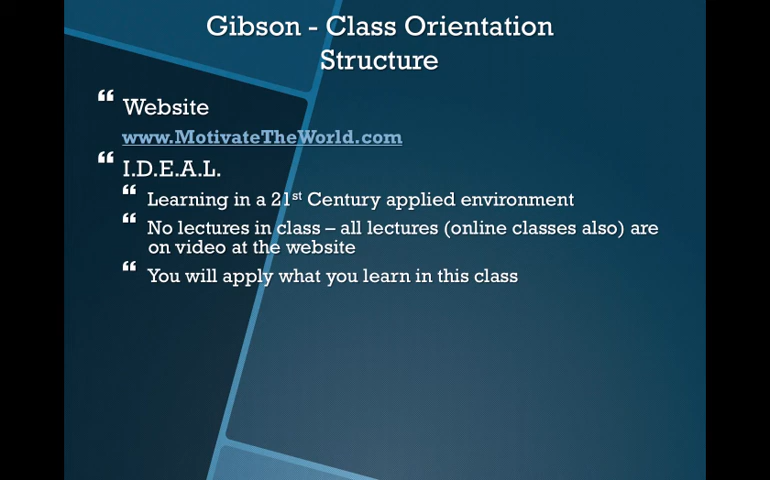 Gibson - Class Orientation
Structure
“ Website
www.MotivateTheWorld.com
“ I.D.E.A.L.
“ Learning in a 21st Century applied environment
“ No lectures in class – all lectures (online classes also) are
on video at the website
“ You will apply what you learn in this class